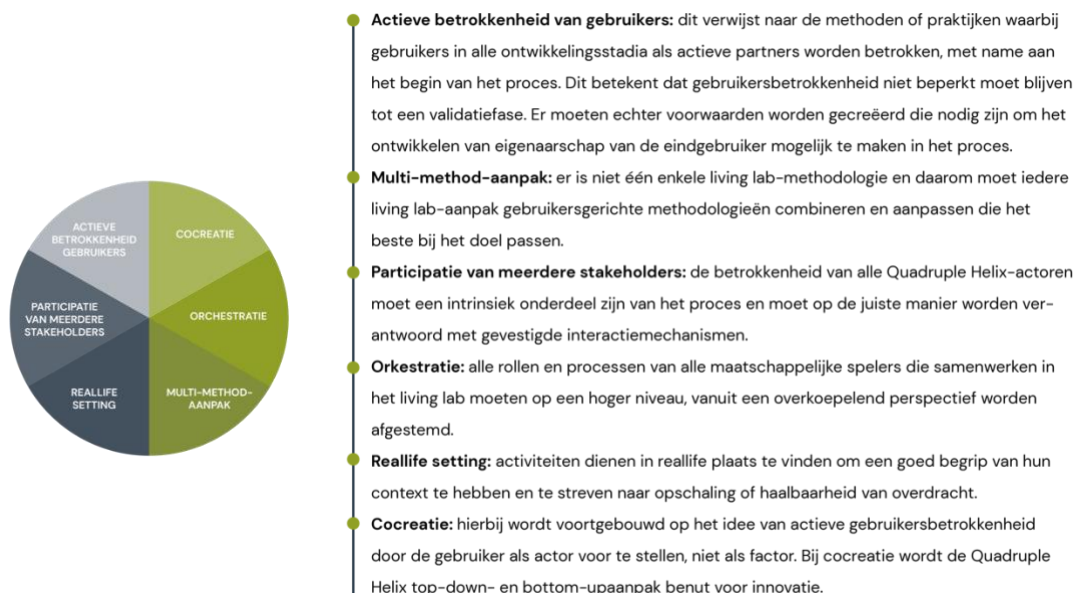 ACTIEVE
BETROKKENHEID
GEBRUIKERS
COCREATIE
PARTICIPATIE
VAN MEERDERE
STAKEHOLDERS
ORCHESTRATIE
REALLIFE
SETTING
MULTI-METHOD-
AANPAK
Actieve betrokkenheid van gebruikers: dit verwijst naar de methoden of praktijken waarbij
gebruikers in alle ontwikkelingsstadia als actieve partners worden betrokken, met name aan
het begin van het proces. Dit betekent dat gebruikersbetrokkenheid niet beperkt moet blijven
tot een validatiefase. Er moeten echter voorwaarden worden gecreëerd die nodig zijn om het
ontwikkelen van eigenaarschap van de eindgebruiker mogelijk te maken in het proces.
Multi-method-aanpak: er is niet één enkele living lab-methodologie en daarom moet iedere
living lab-aanpak gebruikersgerichte methodologieën combineren en aanpassen die het
beste bij het doel passen.
Participatie van meerdere stakeholders: de betrokkenheid van alle Quadruple Helix-actoren
moet een intrinsiek onderdeel zijn van het proces en moet op de juiste manier worden ver-
antwoord met gevestigde interactiemechanismen.
Orkestratie: alle rollen en processen van alle maatschappelijke spelers die samenwerken in
het living lab moeten op een hoger niveau, vanuit een overkoepelend perspectief worden
afgestemd.
Reallife setting: activiteiten dienen in reallife plaats te vinden om een goed begrip van hun
context te hebben en te streven naar opschaling of haalbaarheid van overdracht.
Cocreatie: hierbij wordt voortgebouwd op het idee van actieve gebruikersbetrokkenheid
door de gebruiker als actor voor te stellen, niet als factor. Bij cocreatie wordt de Quadruple
Helix top-down- en bottom-upaanpak benut voor innovatie.